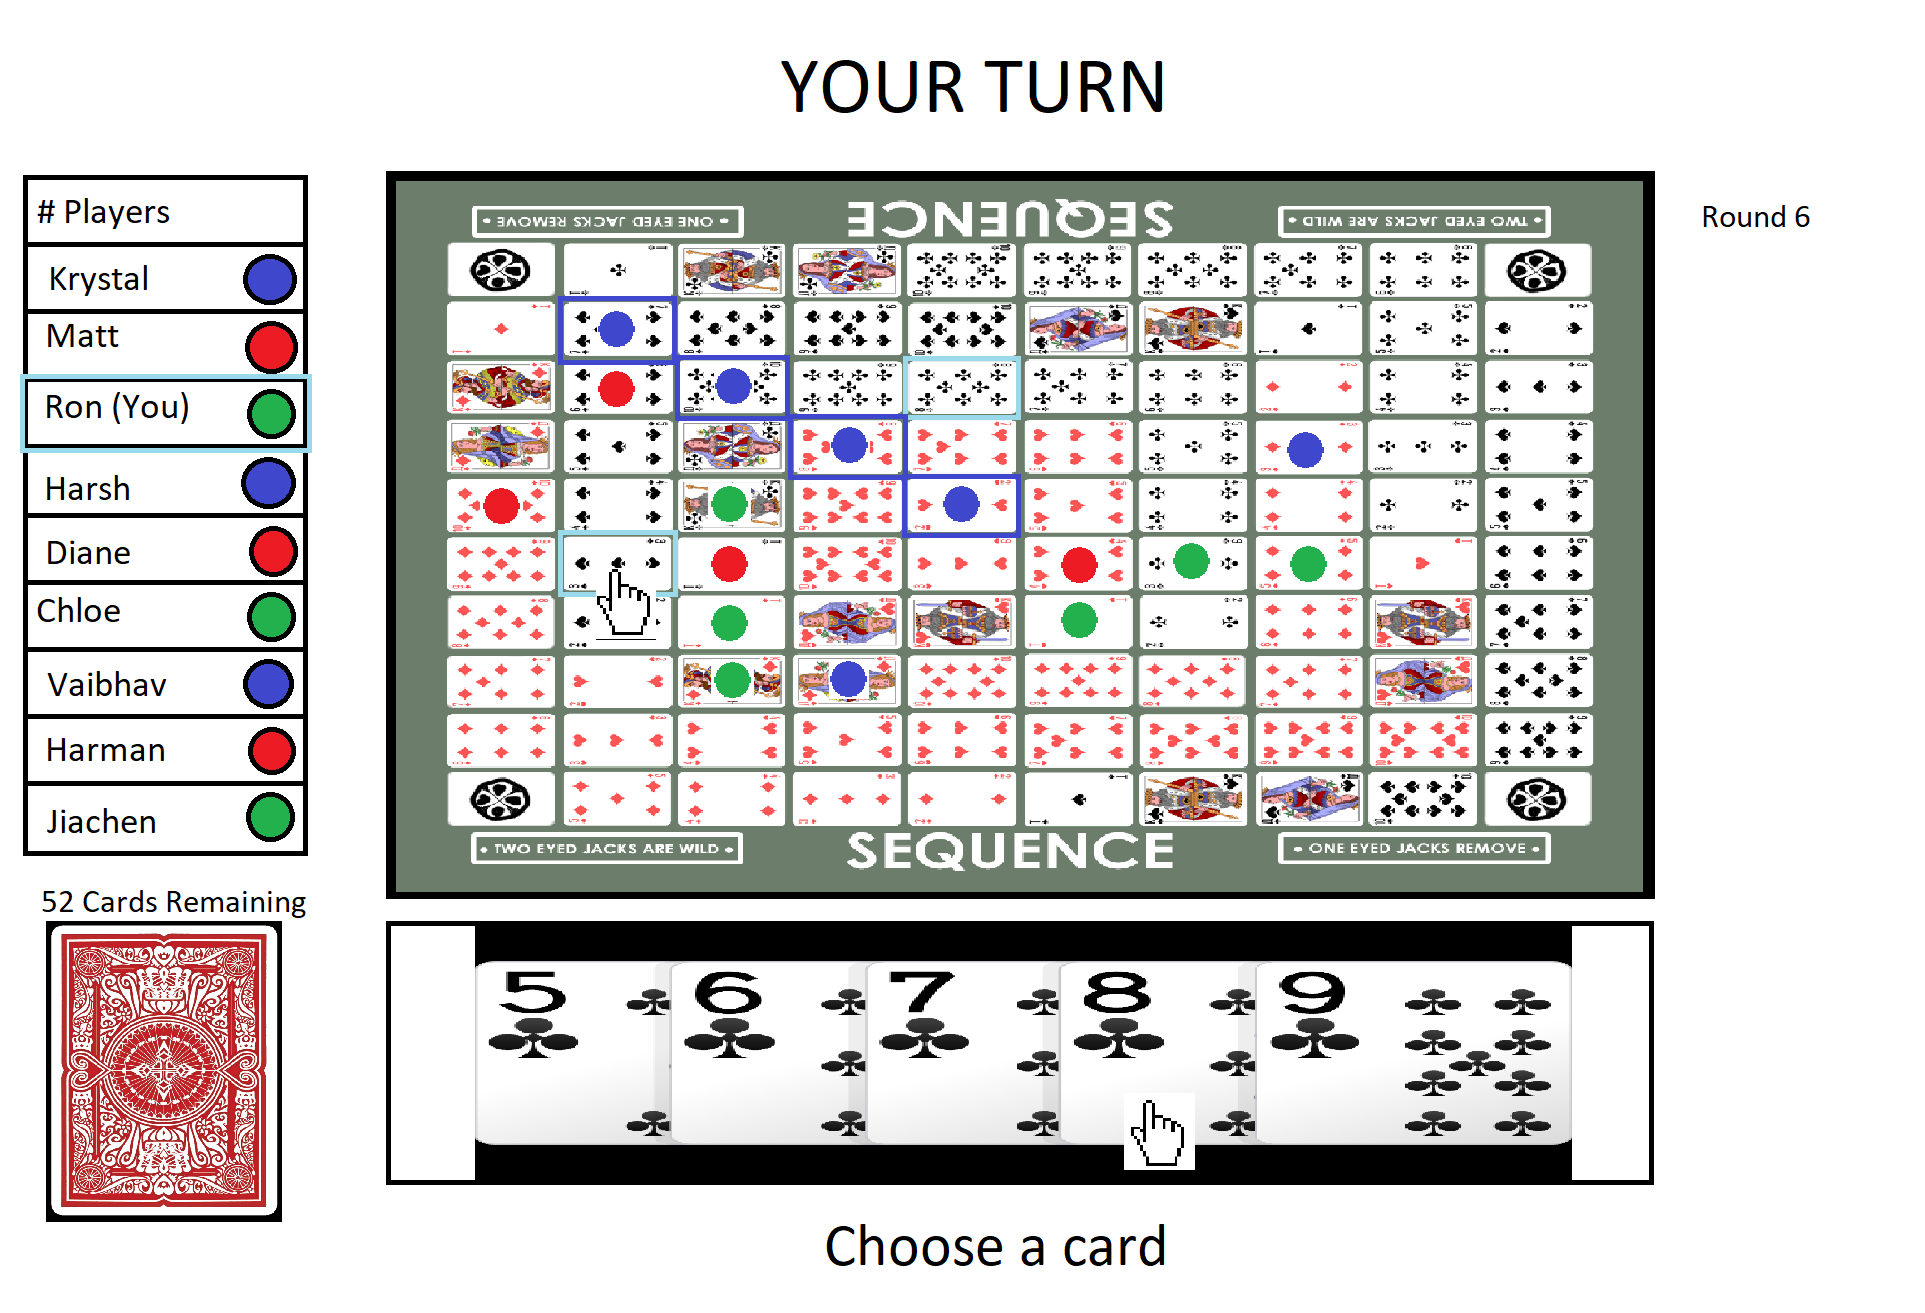 YOUR TURN
# Players
Krystal
Matt
Ron (You)
Harsh
Diane
Chloe
Vaibhav
Harman
Jiachen
52 Cards Remaining
Round 6
• ONE EYED JACKS REMOVE •
SEQUENCE
• TWO EYED JACKS ARE WILD •
• TWO EYED JACKS ARE WILD •
SEQUENCE
• ONE EYED JACKS REMOVE •
5
6
7
8
9
Choose a card